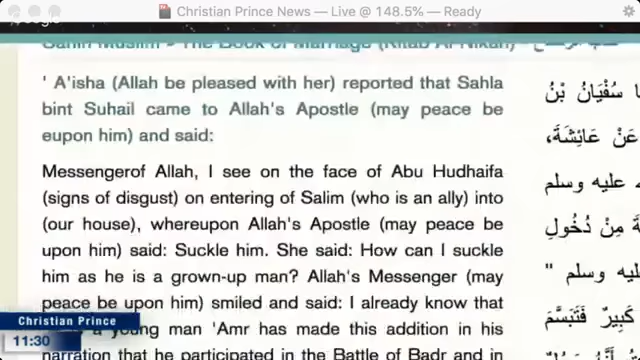 Christian Prince News — Live @ 148.5% — Ready
Sahih Muslim > The Book of Marriage (Kitab Al-Nikah)
' A'isha (Allah be pleased with her) reported that Sahla
bint Suhail came to Allah's Apostle (may peace be
eupon him) and said:
Messengerof Allah, I see on the face of Abu Hudhaifa
(signs of disgust) on entering of Salim (who is an ally) into
(our house), whereupon Allah's Apostle (may peace be
upon him) said: Suckle him. She said: How can I suckle
him as he is a grown-up man? Allah's Messenger (may
peace be upon him) smiled and said: I already know that
a young man 'Amr has made this addition in his
narration that he participated in the Battle of Badr and in
سُفْيَانُ بْنُ
عَنْ عَائِشَةَ،
عليه وسلم
مِنْ دُخُولِ
عليه وسلم "
كَبِيرٌ فَتَبَسَّمَ
Christian Prince
11:30